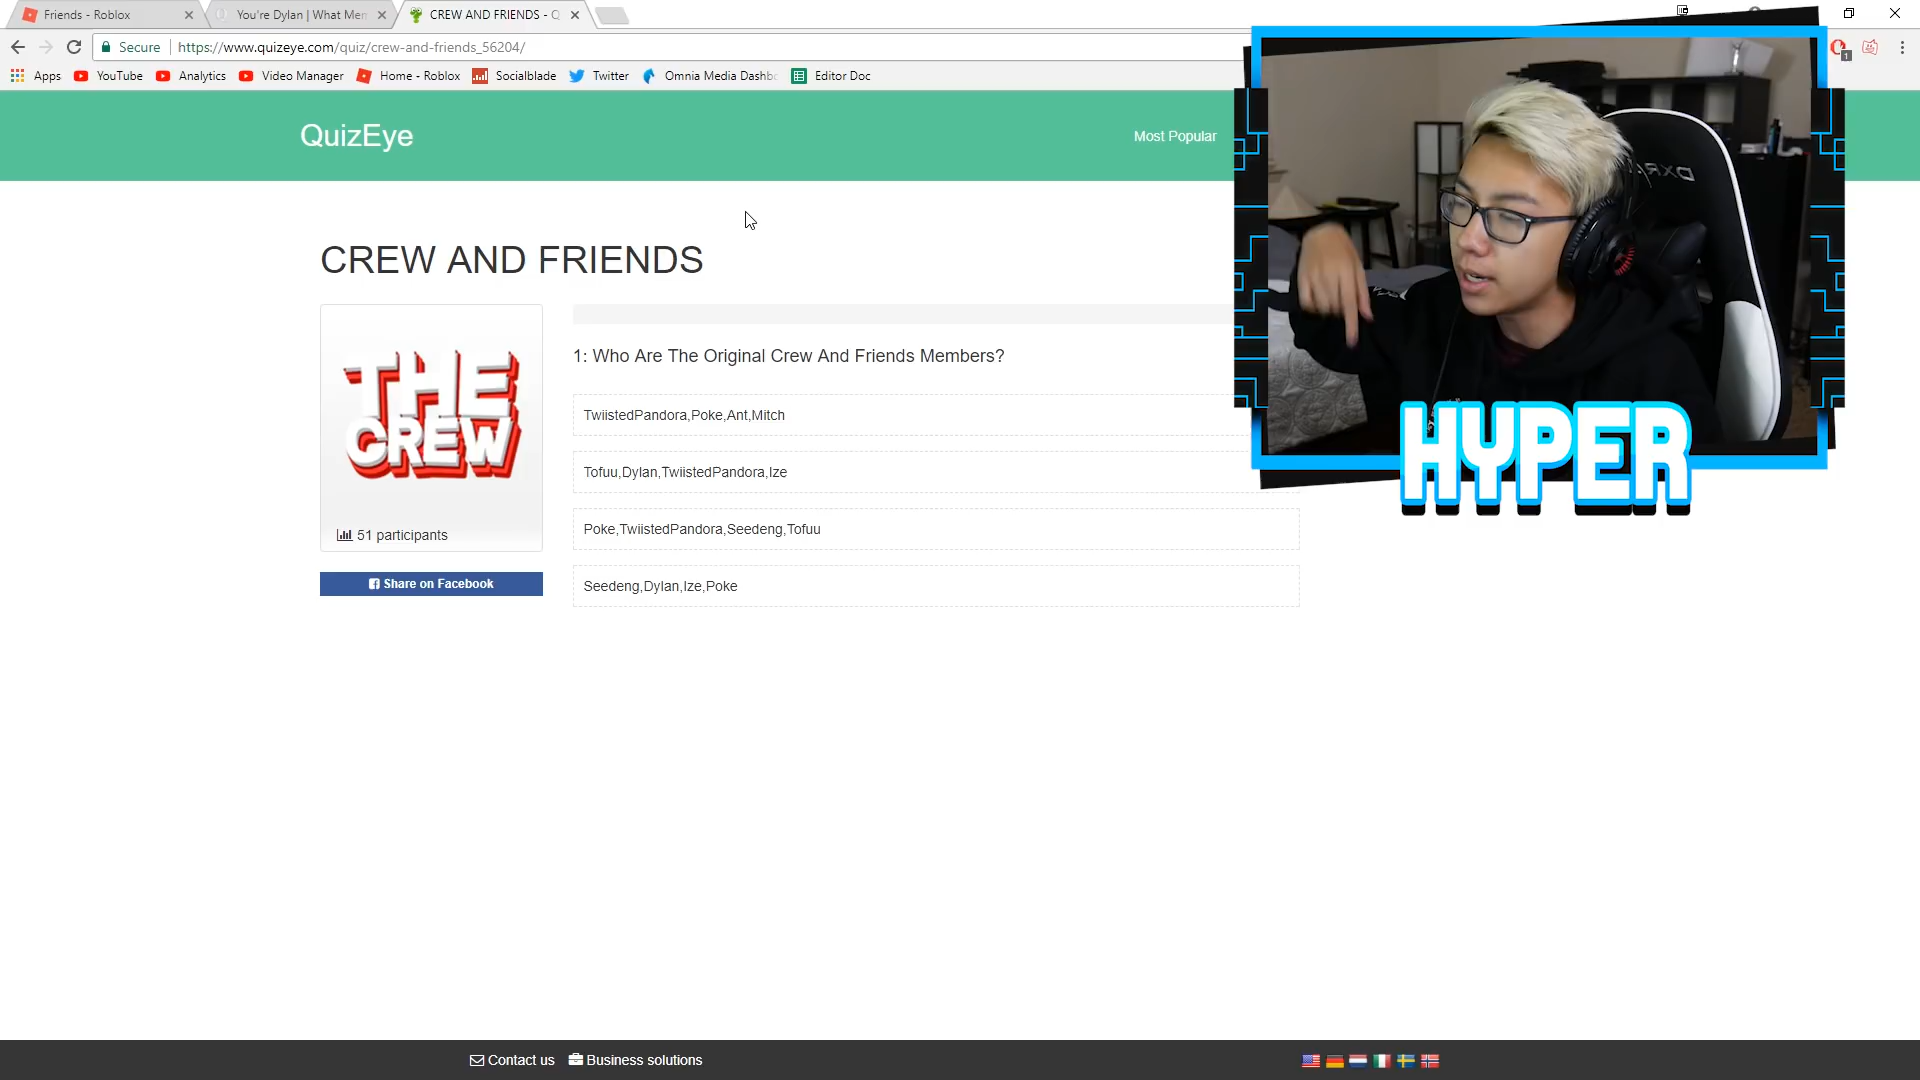 Friends - Roblox
You're Dylan | What Mem
CREW AND FRIENDS - Q
Secure
https://www.quizeye.com/quiz/crew-and-friends_56204/
Apps
YouTube
Analytics
Video Manager
Home - Roblox
Socialblade
Twitter
Omnia Media Dashb
Editor Doc
1
QuizEye
Most Popular
CREW AND FRIENDS
THE
CREW
51 participants
Share on Facebook
1: Who Are The Original Crew And Friends Members?
TwiistedPandora,Poke,Ant,Mitch
Tofuu,Dylan,TwiistedPandora,Ize
Poke,TwiistedPandora,Seedeng,Tofuu
Seedeng,Dylan,Ize,Poke
HYPER
Contact us
Business solutions